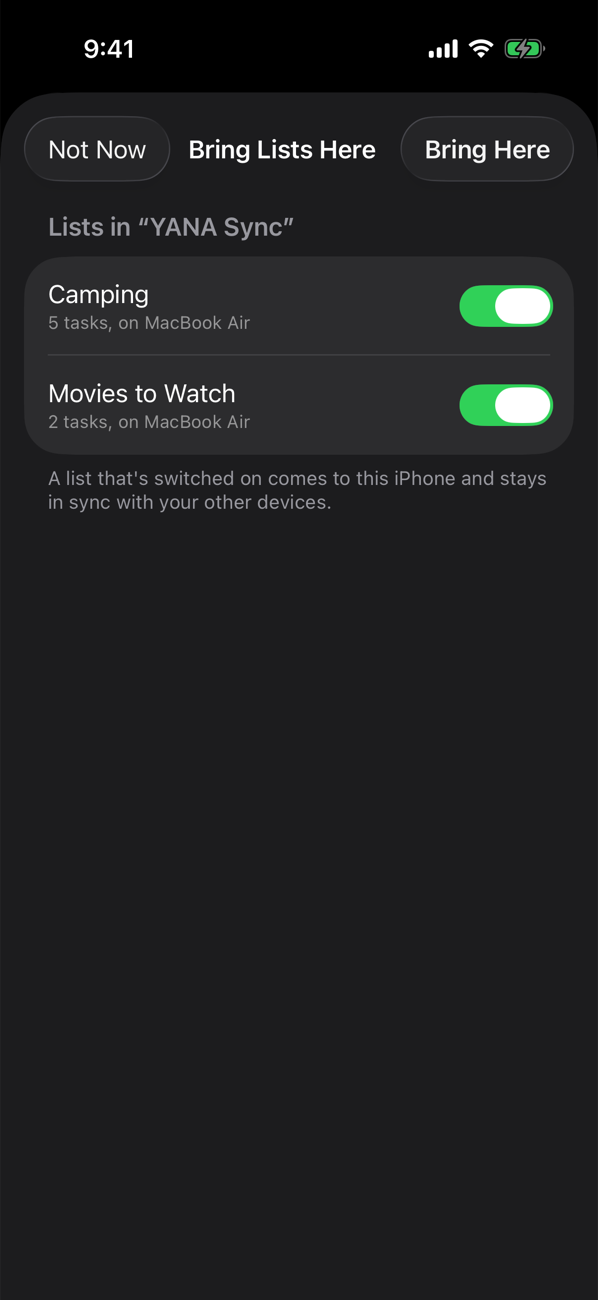 9:41
Not Now
Bring Lists Here
Bring Here
Lists in “YANA Sync”
Camping
5 tasks, on MacBook Air
Movies to Watch
2 tasks, on MacBook Air
A list that's switched on comes to this iPhone and stays
in sync with your other devices.